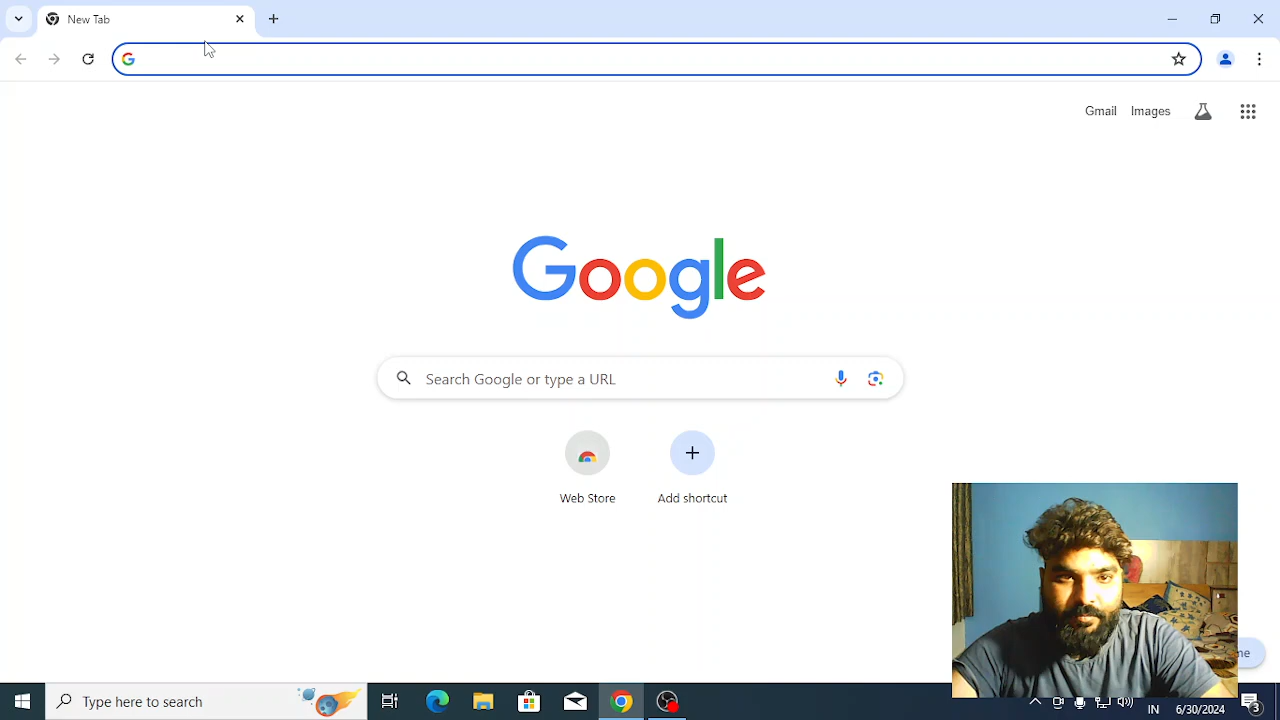 New Tab
Gmail Images
Google
Search Google or type a URL
Web Store Add shortcut
Type here to search
IN 6/30/2024 3